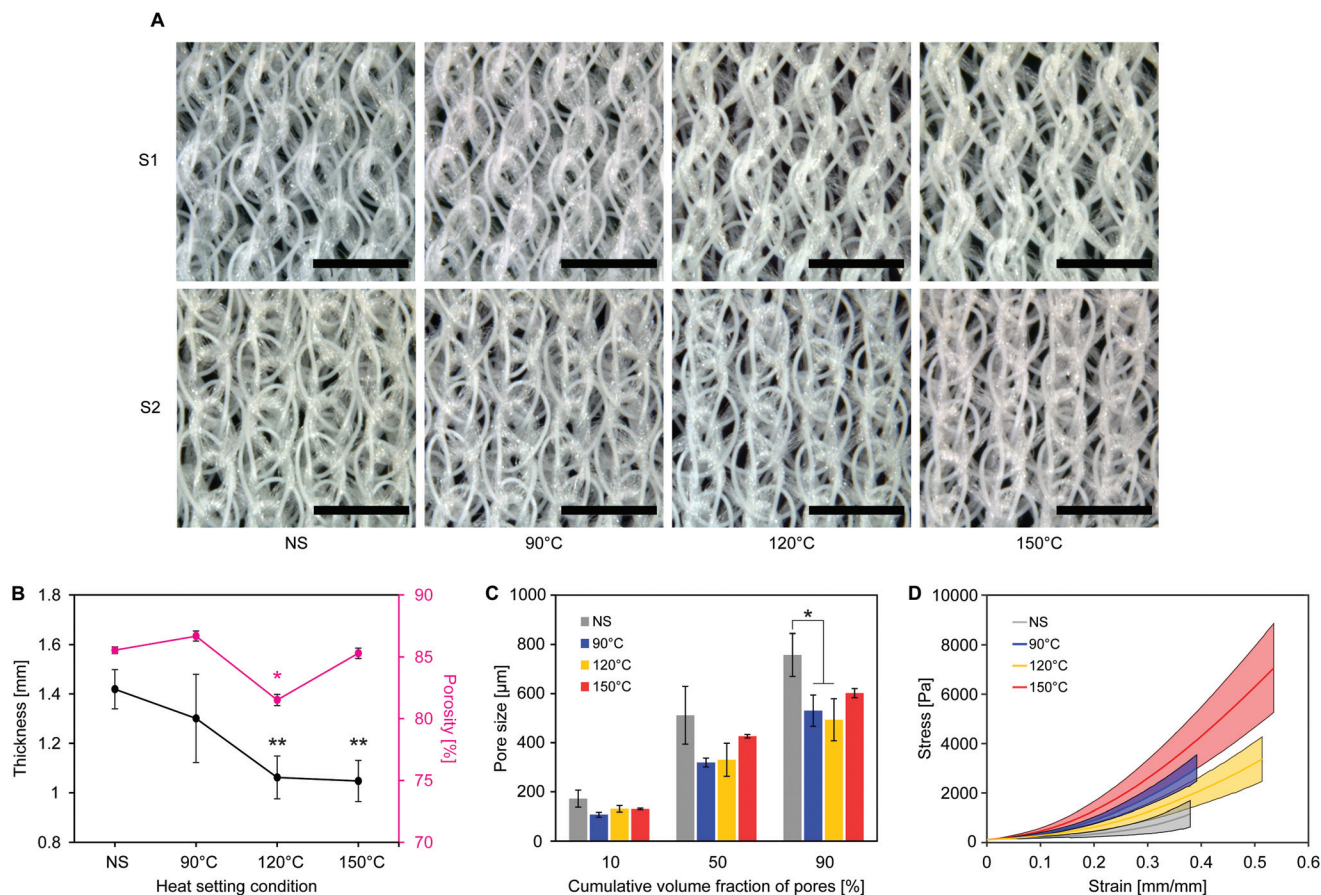 A
S1
S2
NS
90°C
120°C
150°C
B
Thickness [mm]
1.8
1.6
1.4
1.2
1
0.8
**
**
*
90
85
80
75
70
Porosity [%]
NS
90°C
120°C
150°C
Heat setting condition
C
Pore size [µm]
1000
800
600
400
200
0
NS
90°C
120°C
150°C
*
10
50
90
Cumulative volume fraction of pores [%]
D
Stress [Pa]
10000
8000
6000
4000
2000
0
NS
90°C
120°C
150°C
0
0.1
0.2
0.3
0.4
0.5
0.6
Strain [mm/mm]